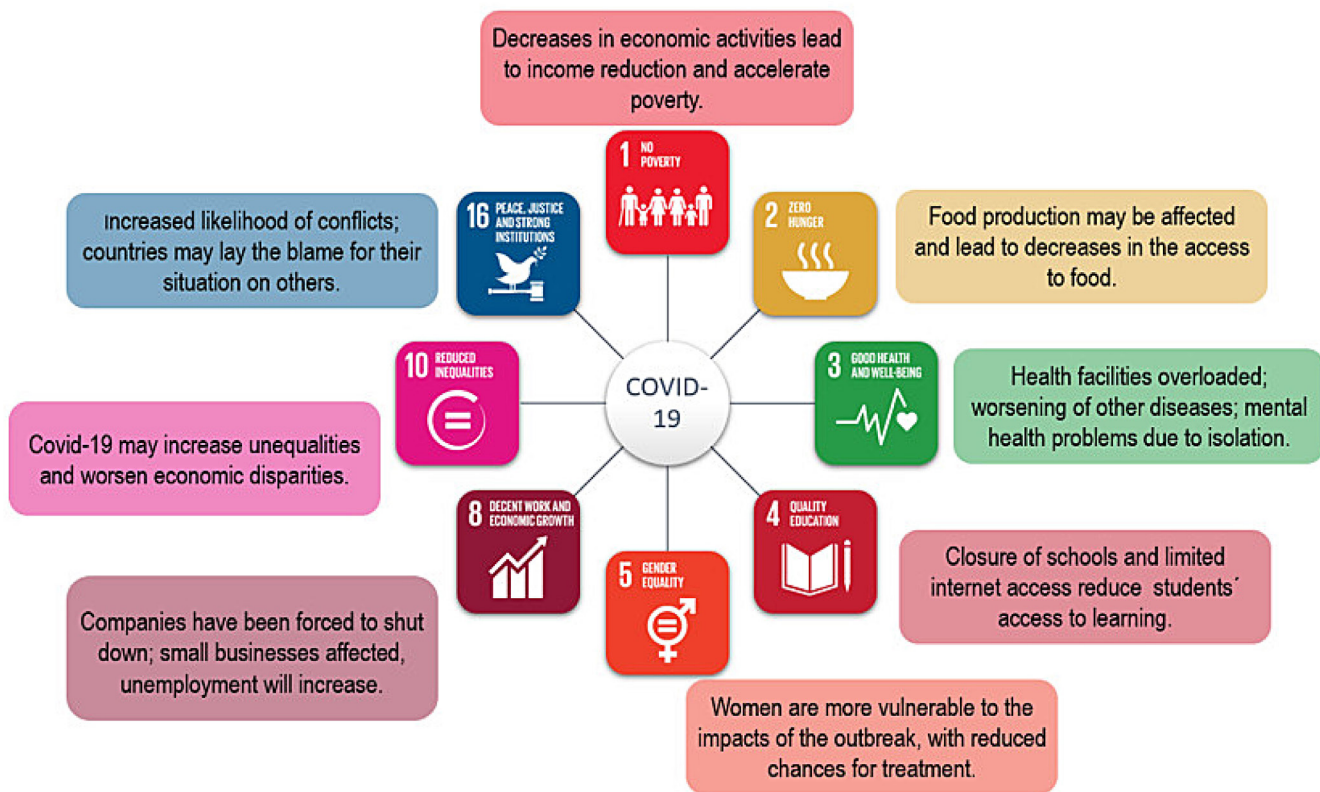 Decreases in economic activities lead
to income reduction and accelerate
poverty.
1 NO
POVERTY
2 ZERO
HUNGER
Food production may be affected
and lead to decreases in the access
to food.
3 GOOD HEALTH
AND WELL-BEING
Health facilities overloaded;
worsening of other diseases; mental
health problems due to isolation.
4 QUALITY
EDUCATION
Closure of schools and limited
internet access reduce students´
access to learning.
5 GENDER
EQUALITY
Women are more vulnerable to the
impacts of the outbreak, with reduced
chances for treatment.
8 DECENT WORK AND
ECONOMIC GROWTH
Companies have been forced to shut
down; small businesses affected,
unemployment will increase.
10 REDUCED
INEQUALITIES
Covid-19 may increase unequalities
and worsen economic disparities.
16 PEACE, JUSTICE
AND STRONG
INSTITUTIONS
Increased likelihood of conflicts;
countries may lay the blame for their
situation on others.
COVID-
19